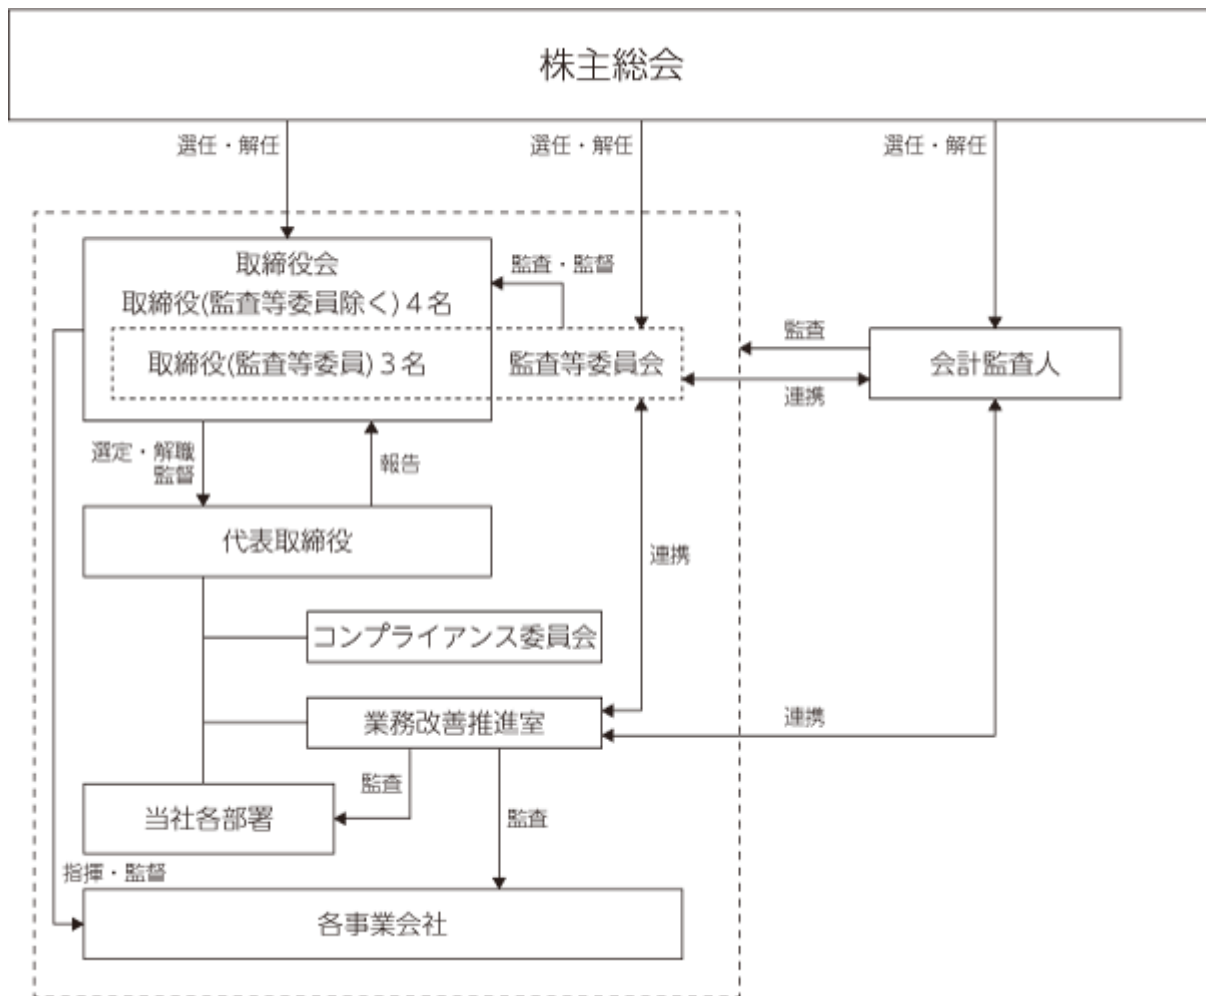 株主総会
選任・解任
選任・解任
選任・解任
取締役会
取締役(監査等委員除く)4名
監査・監督
取締役(監査等委員)3名
監査等委員会
監査
会計監査人
連携
選定・解職
監督
報告
代表取締役
連携
コンプライアンス委員会
業務改善推進室
連携
監査
当社各部署
監査
指揮・監督
各事業会社